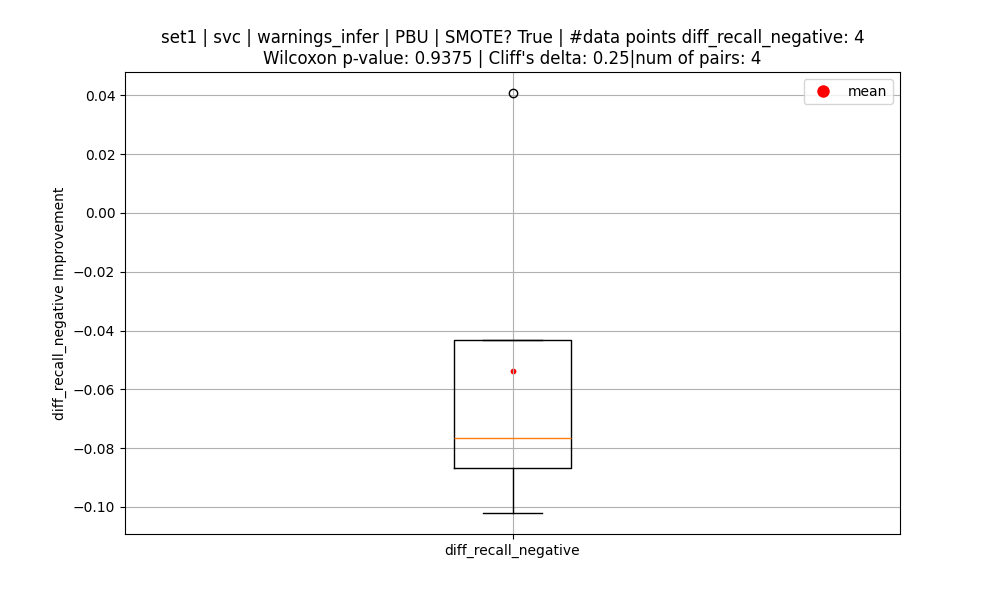 set1 | svc | warnings_infer | PBU | SMOTE? True | #data points diff_recall_negative: 4
Wilcoxon p-value: 0.9375 | Cliff's delta: 0.25|num of pairs: 4
mean
diff_recall_negative Improvement
0.04
0.02
0.00
−0.02
−0.04
−0.06
−0.08
−0.10
diff_recall_negative